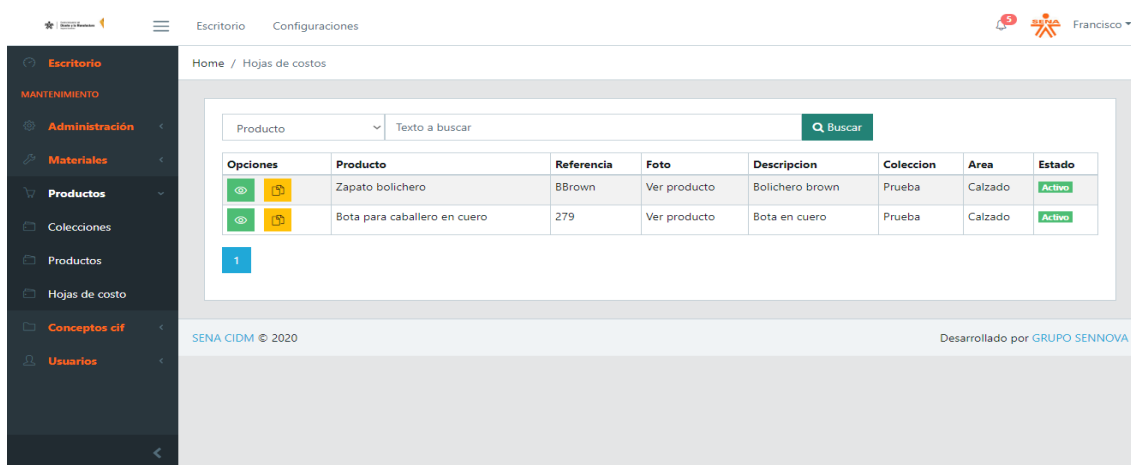 Escritorio Configuraciones 5 SENA Francisco
Escritorio
Home / Hojas de costos
MANTENIMIENTO
Administración
Materiales
Productos
Colecciones
Productos
Hojas de costo
Conceptos cif
Usuarios
Producto Texto a buscar Buscar
Opciones Producto Referencia Foto Descripcion Coleccion Area Estado
Zapato bolichero BBrown Ver producto Bolichero brown Prueba Calzado Activo
Bota para caballero en cuero 279 Ver producto Bota en cuero Prueba Calzado Activo
1
SENA CIDM © 2020 Desarrollado por GRUPO SENNOVA